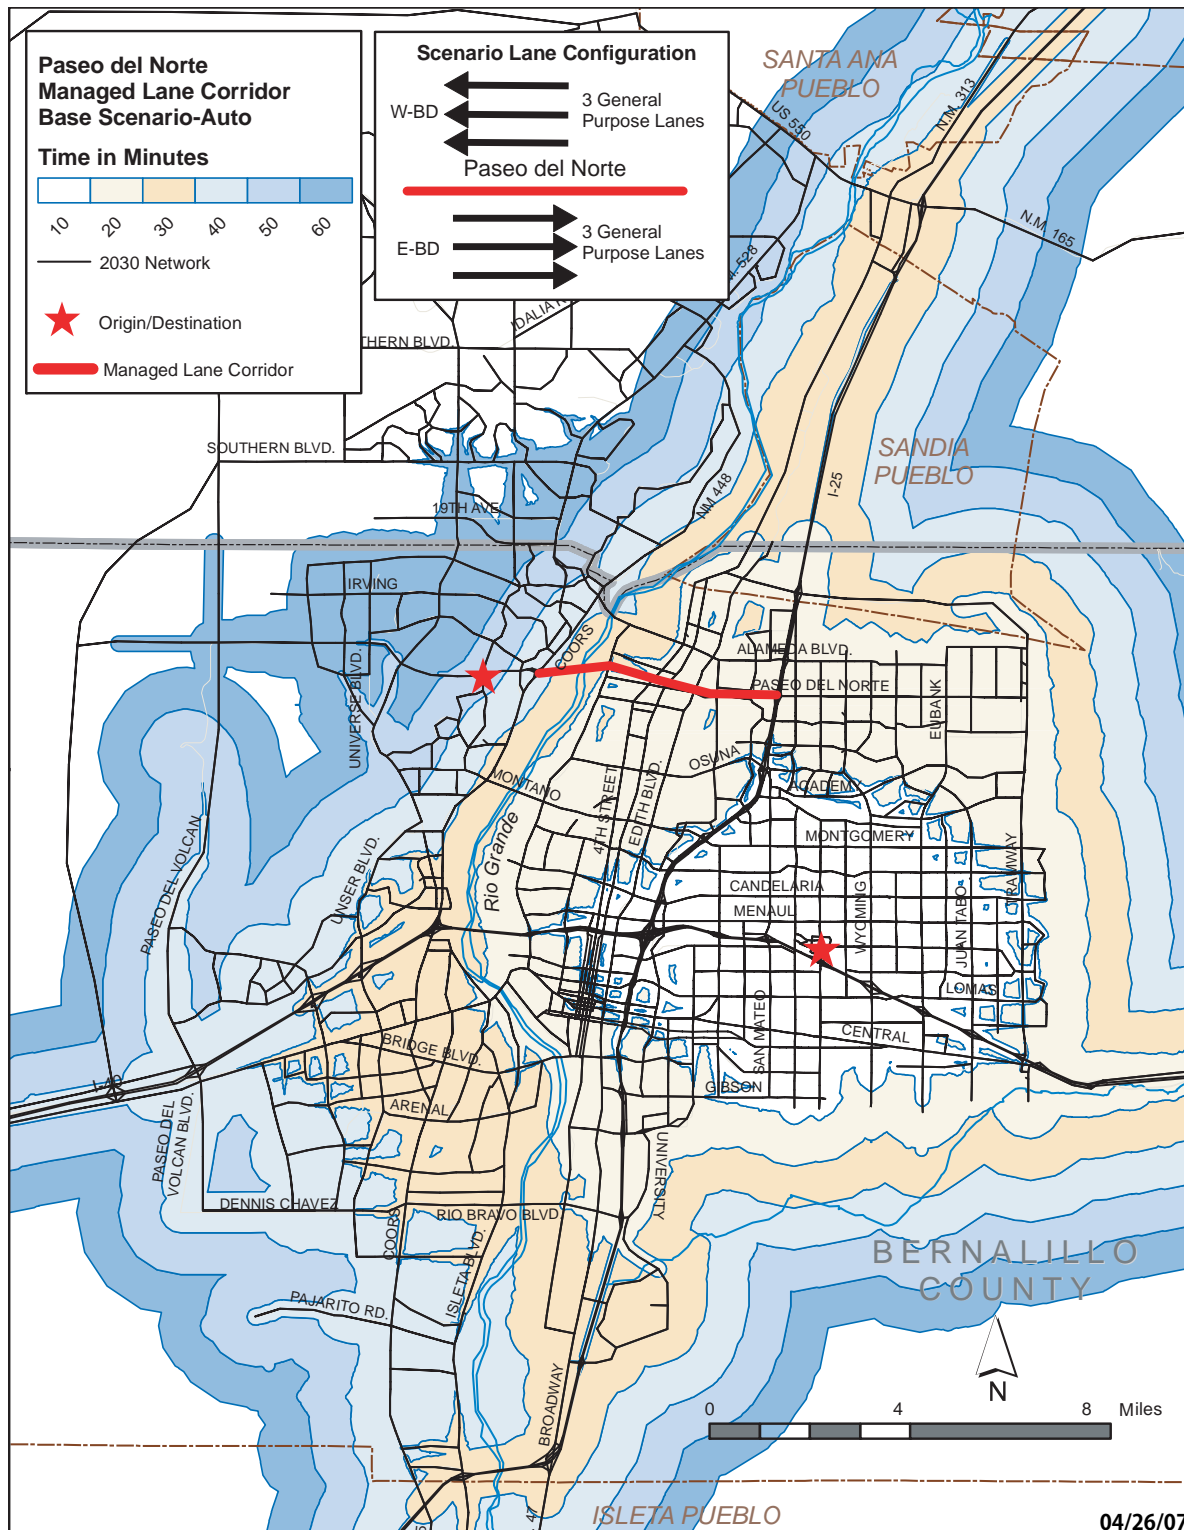 Paseo del Norte
Managed Lane Corridor
Base Scenario-Auto
Time in Minutes
10 20 30 40 50 60
2030 Network
Origin/Destination
Managed Lane Corridor
Scenario Lane Configuration
W-BD
3 General
Purpose Lanes
Paseo del Norte
E-BD
3 General
Purpose Lanes
SANTA ANA
PUEBLO
US 550
N.M. 313
N.M. 165
528
IDALIA
THERN BLVD.
SOUTHERN BLVD.
SANDIA
PUEBLO
I-25
NM 448
19TH AVE
IRVING
COORS
ALAMEDA BLVD.
PASEO DEL NORTE
EUBANK
UNIVERSE BLVD.
OSUNA
MONTANO
ACADEMY
4TH STREET
EDITH BLVD.
MONTGOMERY
Rio Grande
PASEO DEL VOLCAN
UNSER BLVD.
CANDELARIA
MENAUL
WYOMING
JUAN TABO
TRAMWAY
LOMAS
SAN MATEO
CENTRAL
BRIDGE BLVD.
I-40
GIBSON
ARENAL
PASEO DEL
VOLCAN BLVD.
UNIVERSITY
DENNIS CHAVEZ
COORS
RIO BRAVO BLVD
ISLETA BLVD.
PAJARITO RD.
BERNALILLO
COUNTY
N
0 4 8 Miles
BROADWAY
47
ISLETA PUEBLO
04/26/07